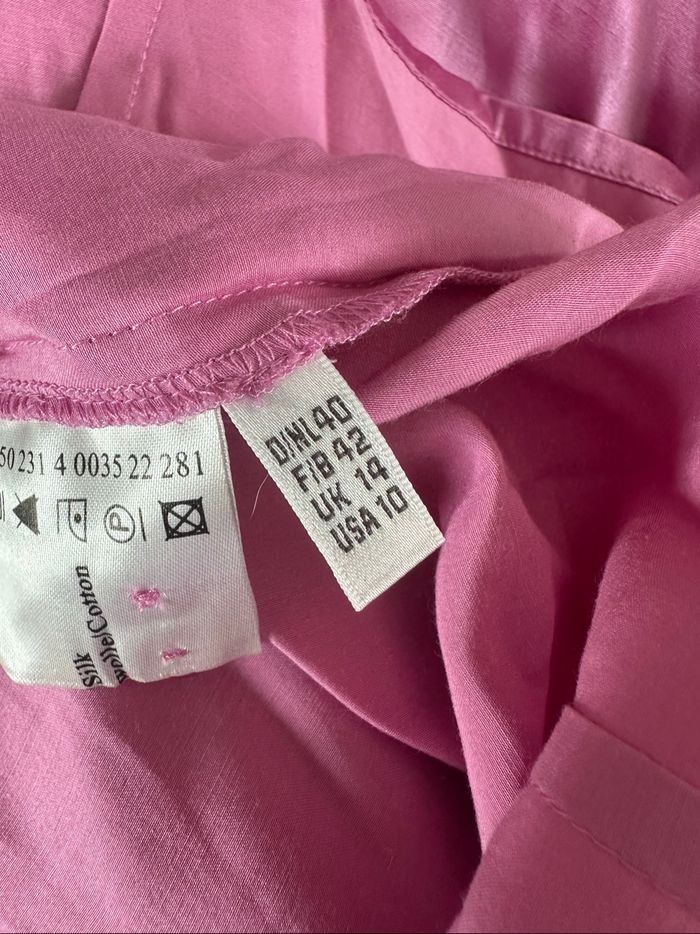 50231 4 0035 22 281
P
Silk
wolle/Cotton
D/NL 40
F/B 42
UK 14
USA 10